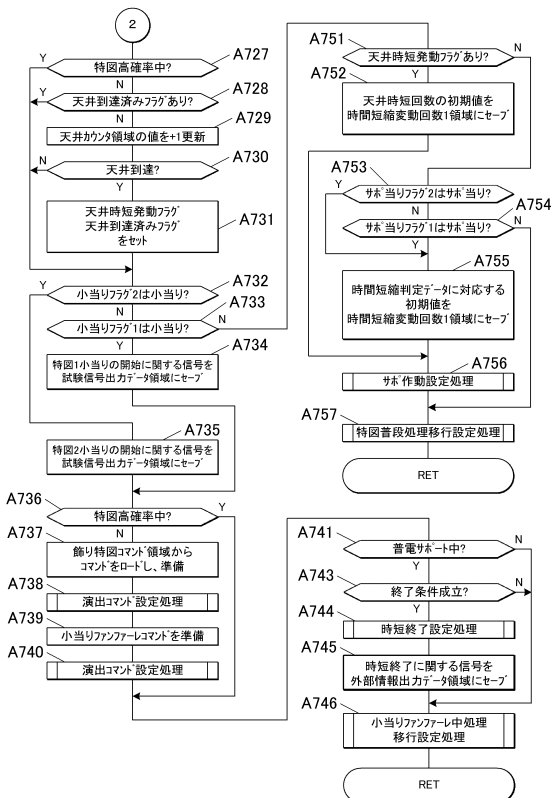 2
Y
特図高確率中?
A727
N
Y
天井到達済みフラグあり?
A728
N
天井カウンタ領域の値を+1更新
A729
N
天井到達?
A730
Y
天井時短発動フラグ
天井到達済みフラグ
をセット
A731
Y
小当りフラグ2は小当り?
A732
N
小当りフラグ1は小当り?
A733
N
Y
特図1小当りの開始に関する信号を
試験信号出力データ領域にセーブ
A734
特図2小当りの開始に関する信号を
試験信号出力データ領域にセーブ
A735
A736
特図高確率中?
Y
N
A737
飾り特図コマンド領域から
コマンドをロードし、準備
A738
演出コマンド設定処理
A739
小当りファンファーレコマンドを準備
A740
演出コマンド設定処理
A751
天井時短発動フラグあり?
N
Y
A752
天井時短回数の初期値を
時間短縮変動回数1領域にセーブ
A753
Y
サポ当りフラグ2はサポ当り?
N
A754
サポ当りフラグ1はサポ当り?
N
Y
A755
時間短縮判定データに対応する
初期値を
時間短縮変動回数1領域にセーブ
A756
サポ作動設定処理
A757
特図普段処理移行設定処理
RET
A741
普電サポート中?
N
Y
A743
終了条件成立?
N
Y
A744
時短終了設定処理
A745
時短終了に関する信号を
外部情報出力データ領域にセーブ
A746
小当りファンファーレ中処理
移行設定処理
RET